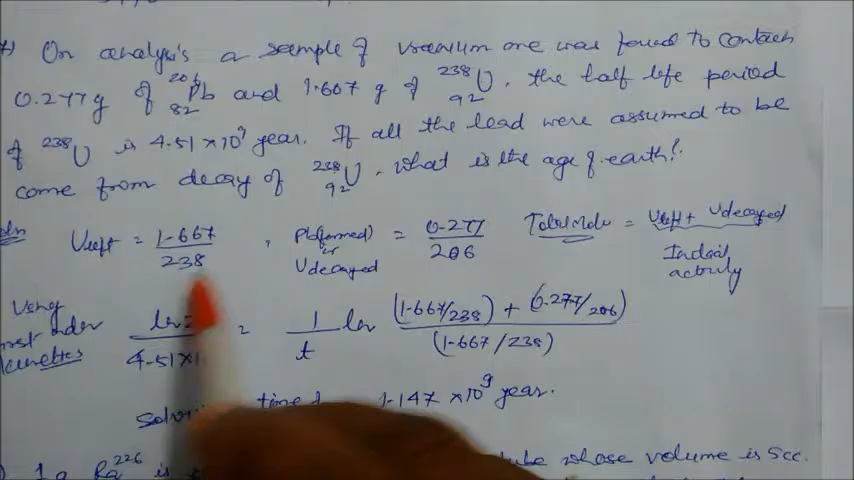 On analysis a sample of uranium ore was found to contain
0.277g of 206 82 Pb and 1.667 g of 238 92 U. The half life period
of 238U is 4.51 ×10^9 year. If all the lead were assumed to be
come from decay of 238 92 U, what is the age of earth?
Uleft = 1.667/238 , Pb(formed) or Udecayed = 0.277/206 Total mole = Uleft + Udecayed
Initial
activity
Using
first order
kinetics
ln / 4.51×1 = 1/t ln (1.667/238) + (0.277/206) / (1.667/238)
time 1.147 ×10^9 year.
1g Ra226 is tube whose volume is 5cc.